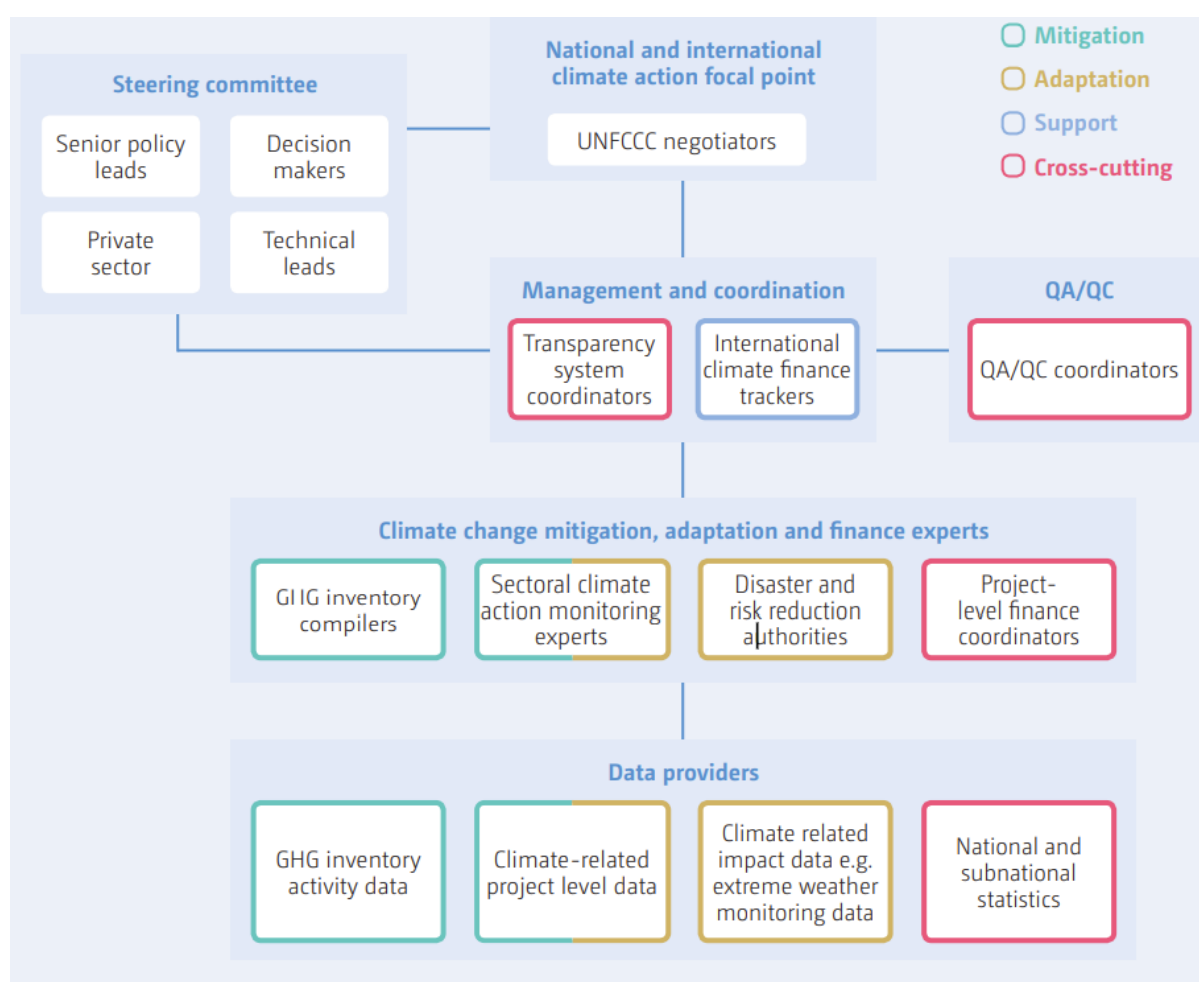 Steering committee
Senior policy
leads
Decision
makers
Private
sector
Technical
leads
National and international
climate action focal point
UNFCCC negotiators
Mitigation
Adaptation
Support
Cross-cutting
Management and coordination
Transparency
system
coordinators
International
climate finance
trackers
QA/QC
QA/QC coordinators
Climate change mitigation, adaptation and finance experts
GHG inventory
compilers
Sectoral climate
action monitoring
experts
Disaster and
risk reduction
authorities
Project-
level finance
coordinators
Data providers
GHG inventory
activity data
Climate-related
project level data
Climate related
impact data e.g.
extreme weather
monitoring data
National and
subnational
statistics